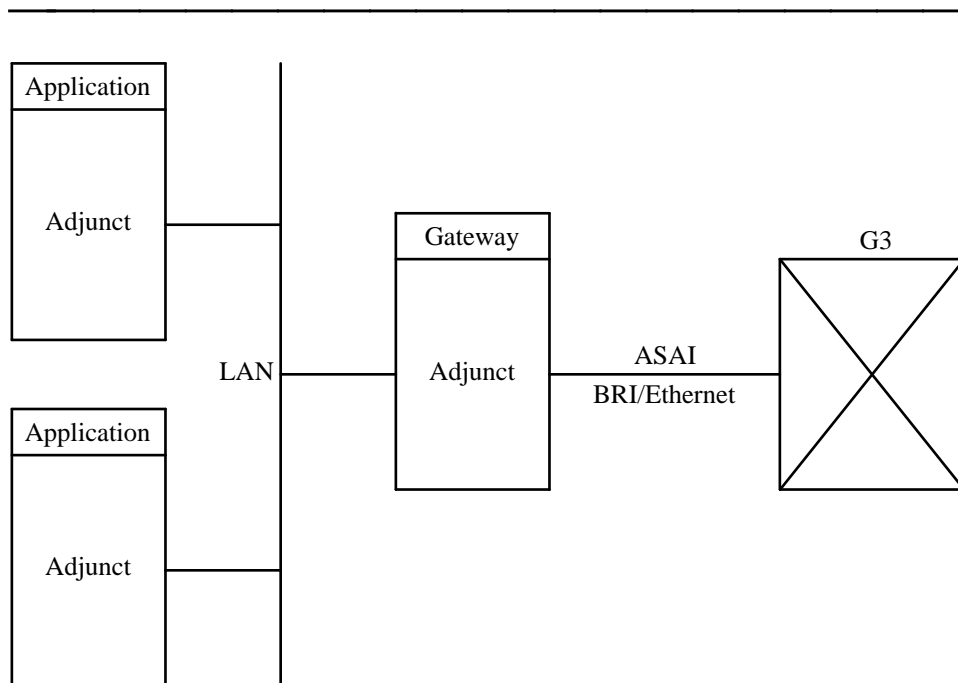 Application
Adjunct
LAN
Application
Adjunct
Gateway
Adjunct
ASAI
BRI/Ethernet
G3